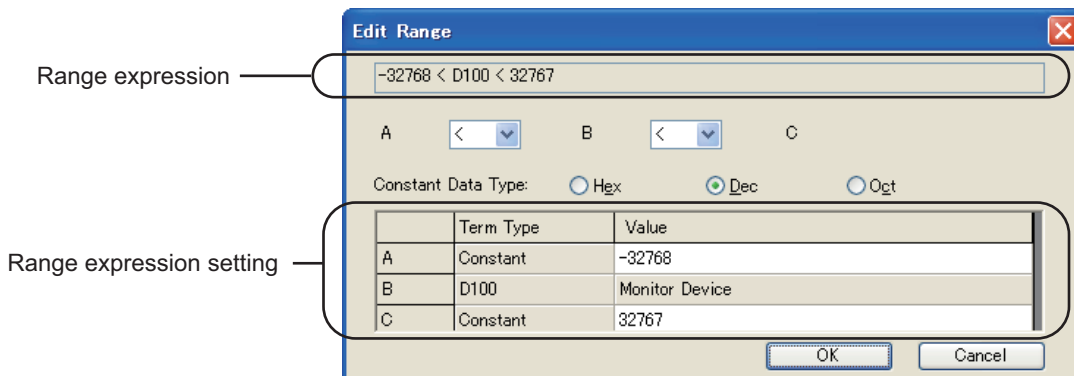 Edit Range
Range expression
-32768 < D100 < 32767
A < B < C
Constant Data Type: Hex Dec Oct
Term Type Value
A Constant -32768
Range expression setting
B D100 Monitor Device
C Constant 32767
OK Cancel